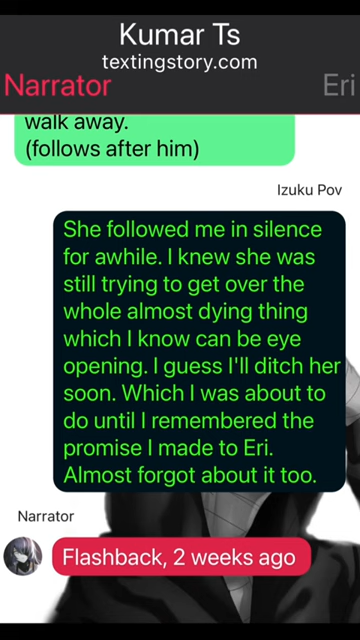 Kumar Ts
textingstory.com
Narrator
Eri
walk away.
(follows after him)
Izuku Pov
She followed me in silence
for awhile. I knew she was
still trying to get over the
whole almost dying thing
which I know can be eye
opening. I guess I'll ditch her
soon. Which I was about to
do until I remembered the
promise I made to Eri.
Almost forgot about it too.
Narrator
Flashback, 2 weeks ago